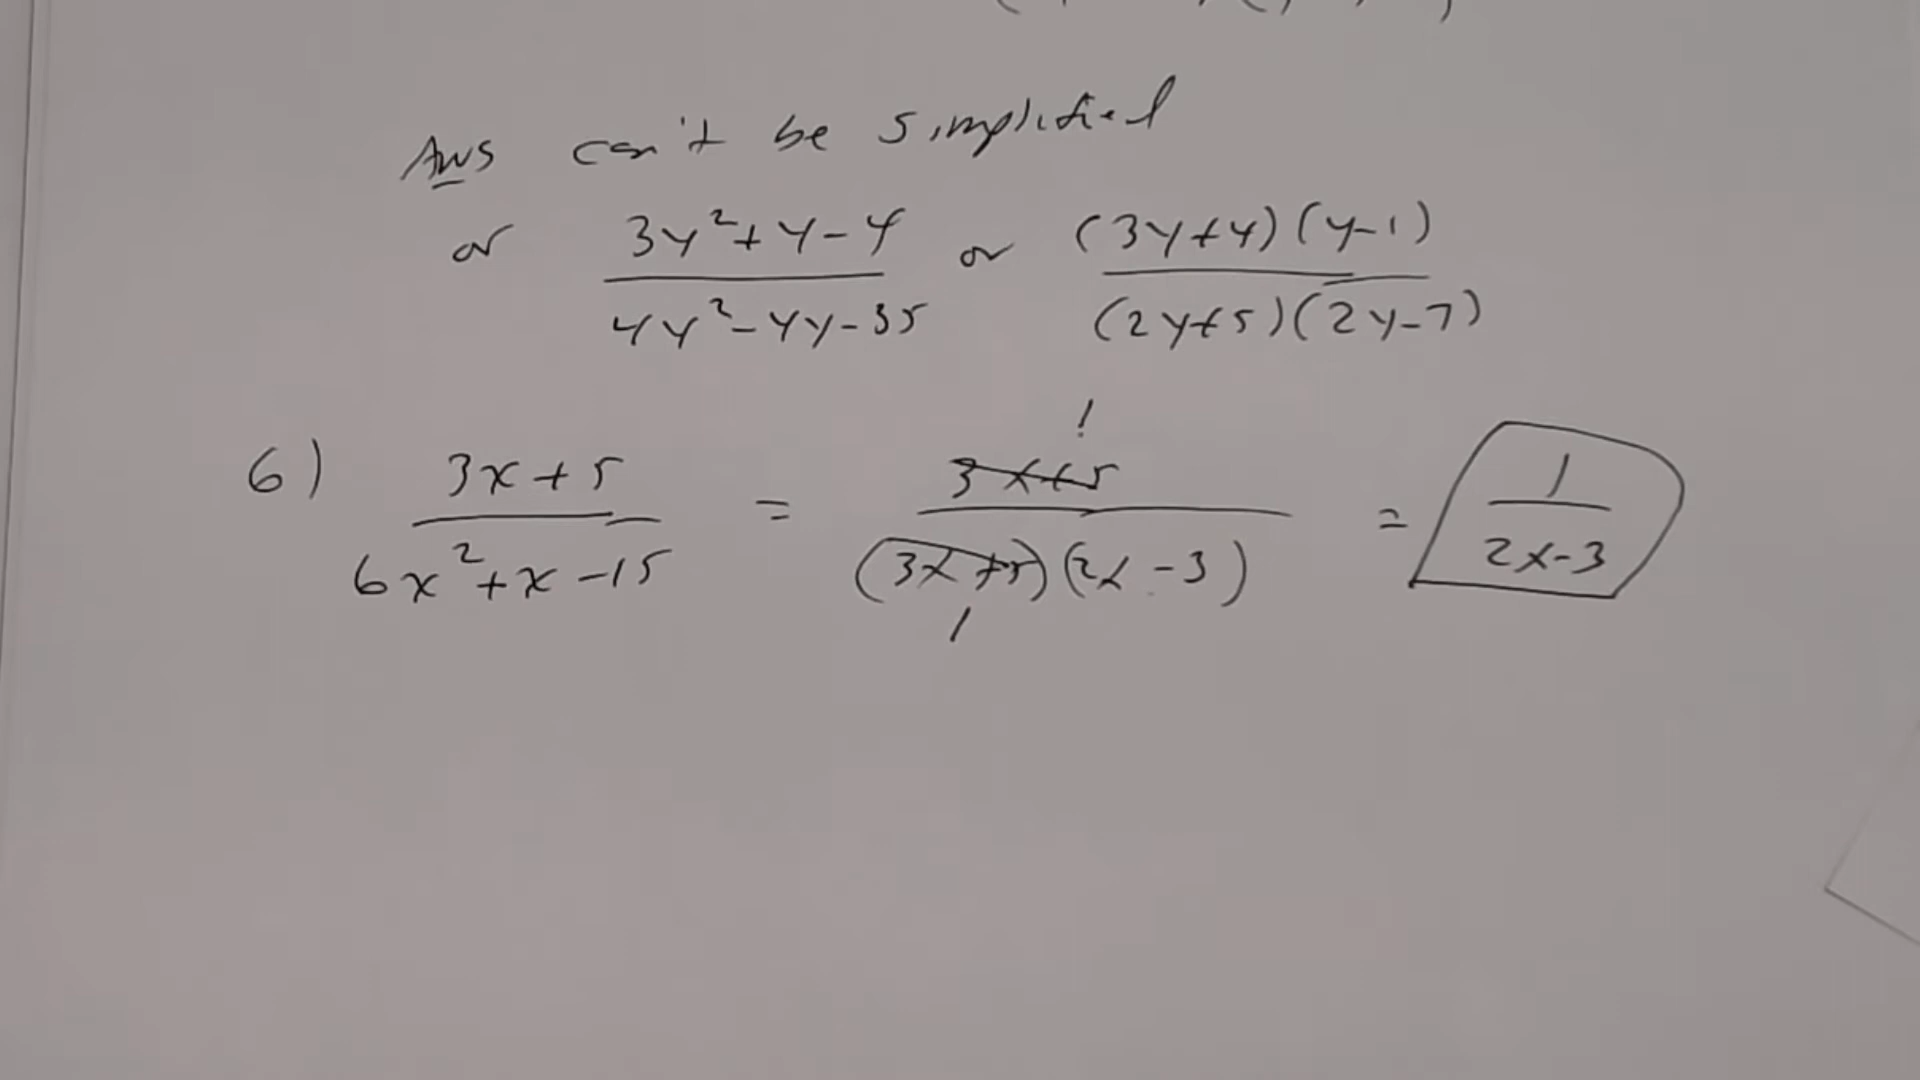 Ans can't be simplified
or (3y²+y-4)/(4y²-4y-35) or ((3y+4)(y-1))/((2y+5)(2y-7))
6) (3x+5)/(6x²+x-15) = (3x+5)/((3x+5)(2x-3)) = 1/(2x-3)